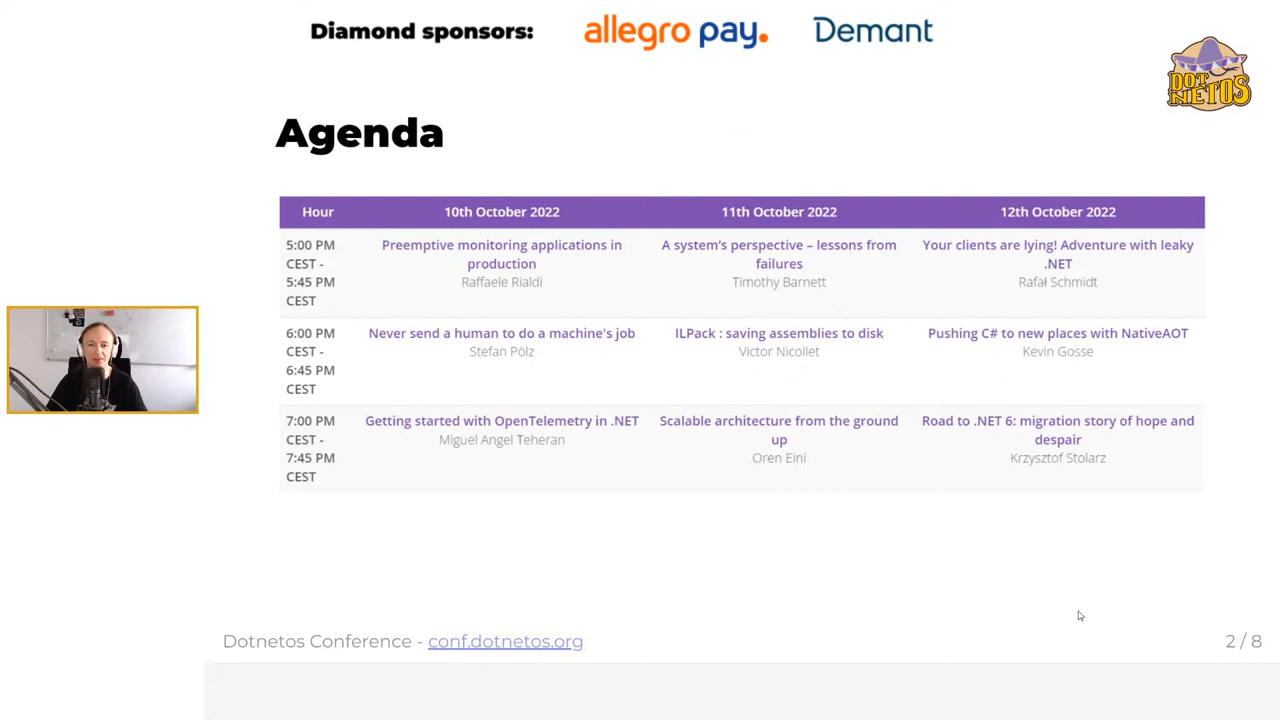 Diamond sponsors: allegro pay. Demant
DOT
NETOS
Agenda
Hour 10th October 2022 11th October 2022 12th October 2022
5:00 PM
CEST -
5:45 PM
CEST
Preemptive monitoring applications in
production
Raffaele Rialdi
A system's perspective – lessons from
failures
Timothy Barnett
Your clients are lying! Adventure with leaky
.NET
Rafał Schmidt
6:00 PM
CEST -
6:45 PM
CEST
Never send a human to do a machine's job
Stefan Pölz
ILPack : saving assemblies to disk
Victor Nicollet
Pushing C# to new places with NativeAOT
Kevin Gosse
7:00 PM
CEST -
7:45 PM
CEST
Getting started with OpenTelemetry in .NET
Miguel Angel Teheran
Scalable architecture from the ground
up
Oren Eini
Road to .NET 6: migration story of hope and
despair
Krzysztof Stolarz
Dotnetos Conference - conf.dotnetos.org
2 / 8